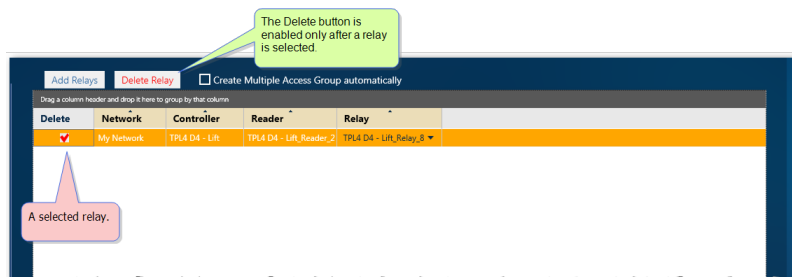 The Delete button is
enabled only after a relay
is selected.
Add Relays Delete Relay Create Multiple Access Group automatically
Drag a column header and drop it here to group by that column
Delete Network Controller Reader Relay
My Network TPL4 D4 - Lift TPL4 D4 - Lift_Reader_2 TPL4 D4 - Lift_Relay_8
A selected relay.